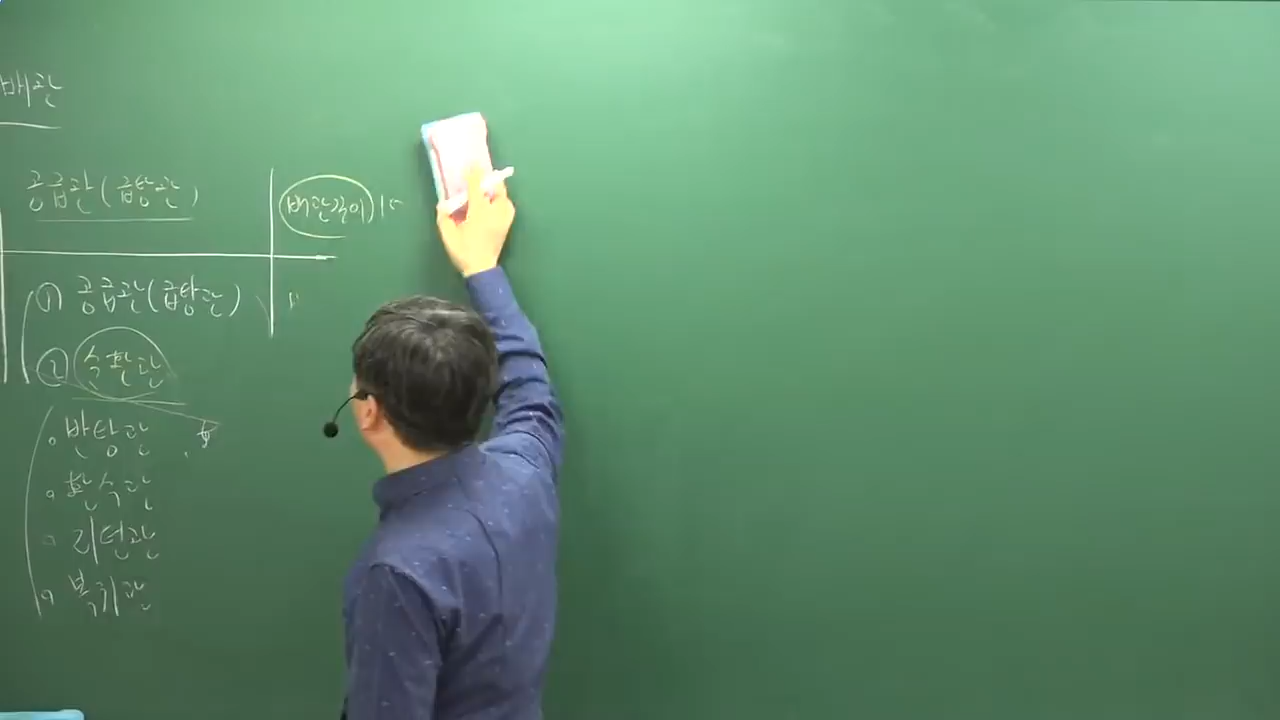 배관
공급관(급탕관)
배관길이
① 공급관(급탕관)
② 순환관
반탕관
환수관
리턴관
복귀관